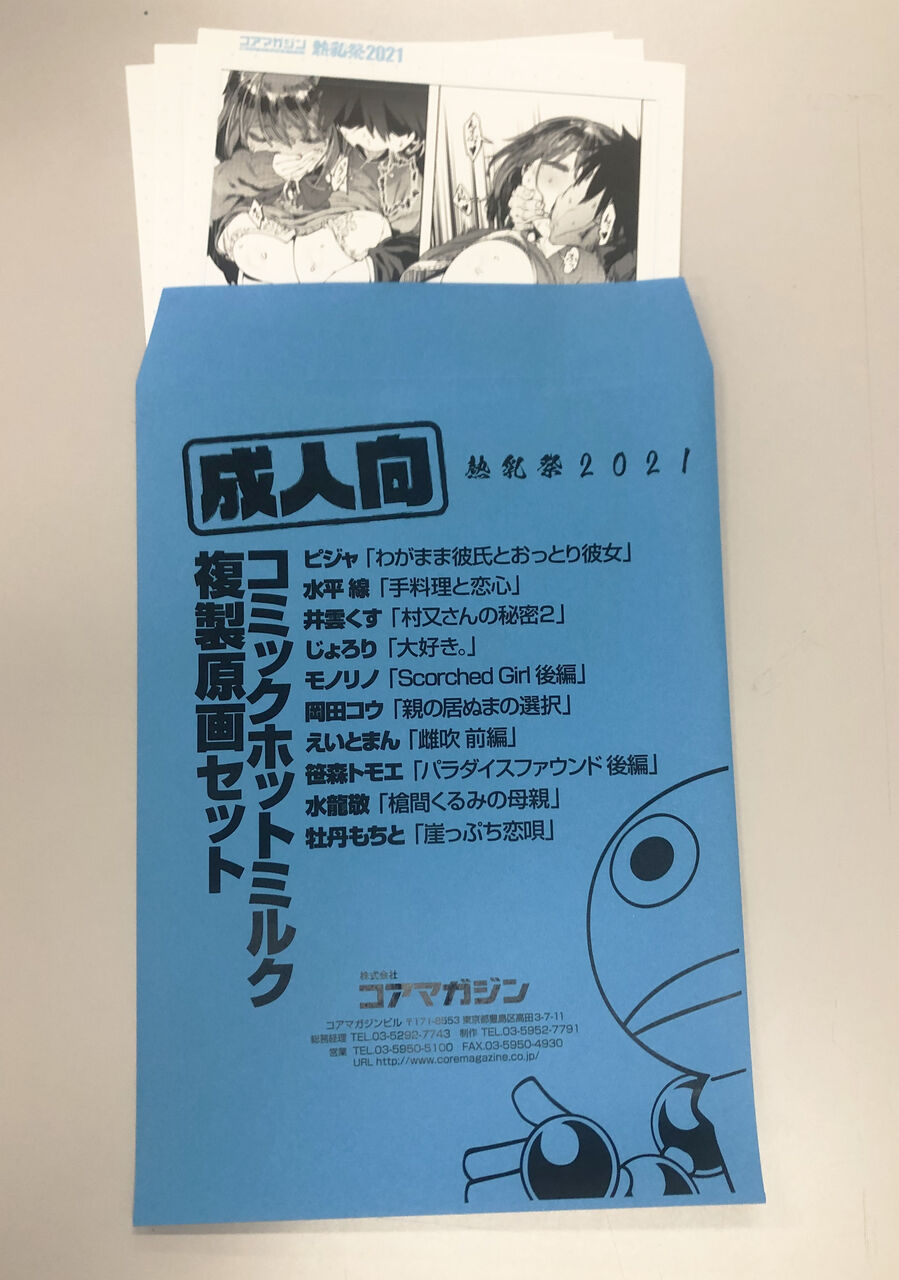 コアマガジン 熱乳祭2021
成人向
熱乳祭2021
コミックホットミルク
複製原画セット
ピジャ「わがまま彼氏とおっとり彼女」
水平線「手料理と恋心」
井雲くす「村又さんの秘密2」
じょろり「大好き。」
モノリノ「Scorched Girl 後編」
岡田コウ「親の居ぬまの選択」
えいとまん「雌吹 前編」
笹森トモエ「パラダイスファウンド 後編」
水龍敬「槍間くるみの母親」
牡丹もちと「崖っぷち恋唄」
株式会社
コアマガジン
コアマガジンビル 〒171-8553 東京都豊島区高田3-7-11
総務経理 TEL.03-5292-7743 制作 TEL.03-5952-7791
営業 TEL.03-5950-5100 FAX.03-5950-4930
URL http://www.coremagazine.co.jp/